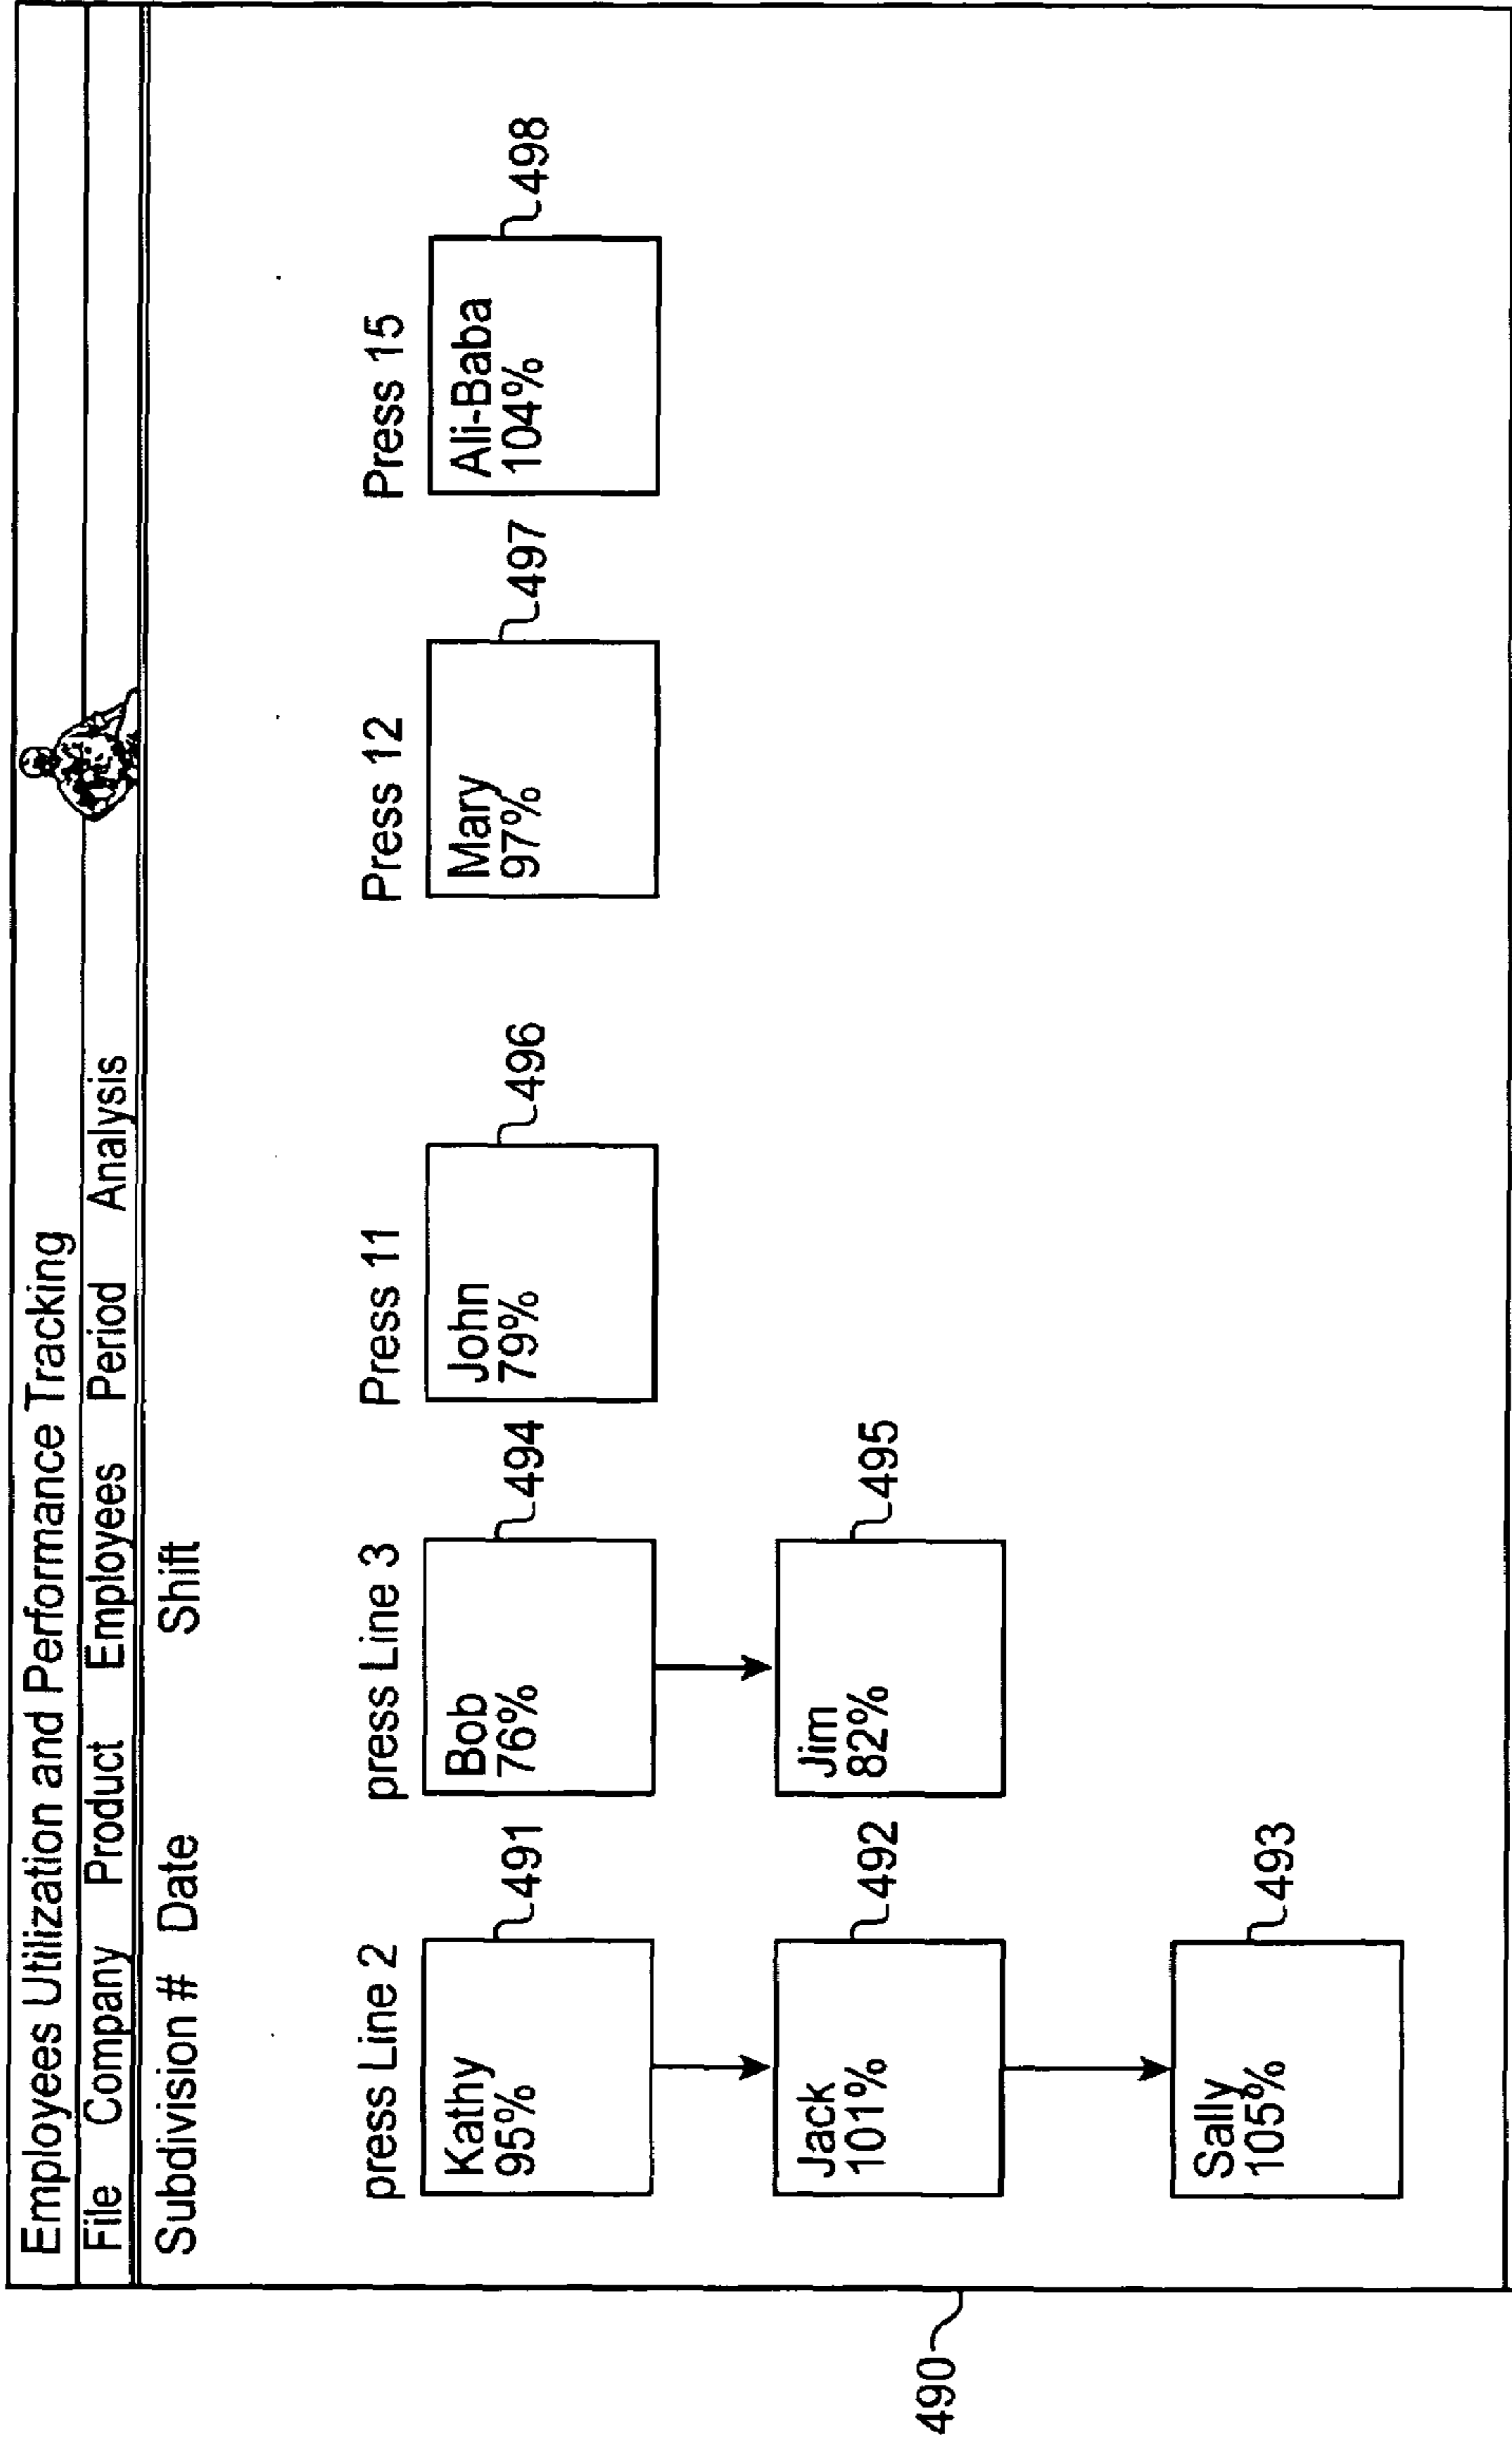 Employees Utilization and Performance Tracking
File Company Product Employees Period Analysis
Subdivision # Date Shift
press Line 2 press Line 3 Press 11 Press 12 Press 15
Kathy
95%
491
Bob
76%
494
John
79%
496
Mary
97%
497
Ali-Baba
104%
498
Jack
101%
492
Jim
82%
495
Sally
105%
493
490